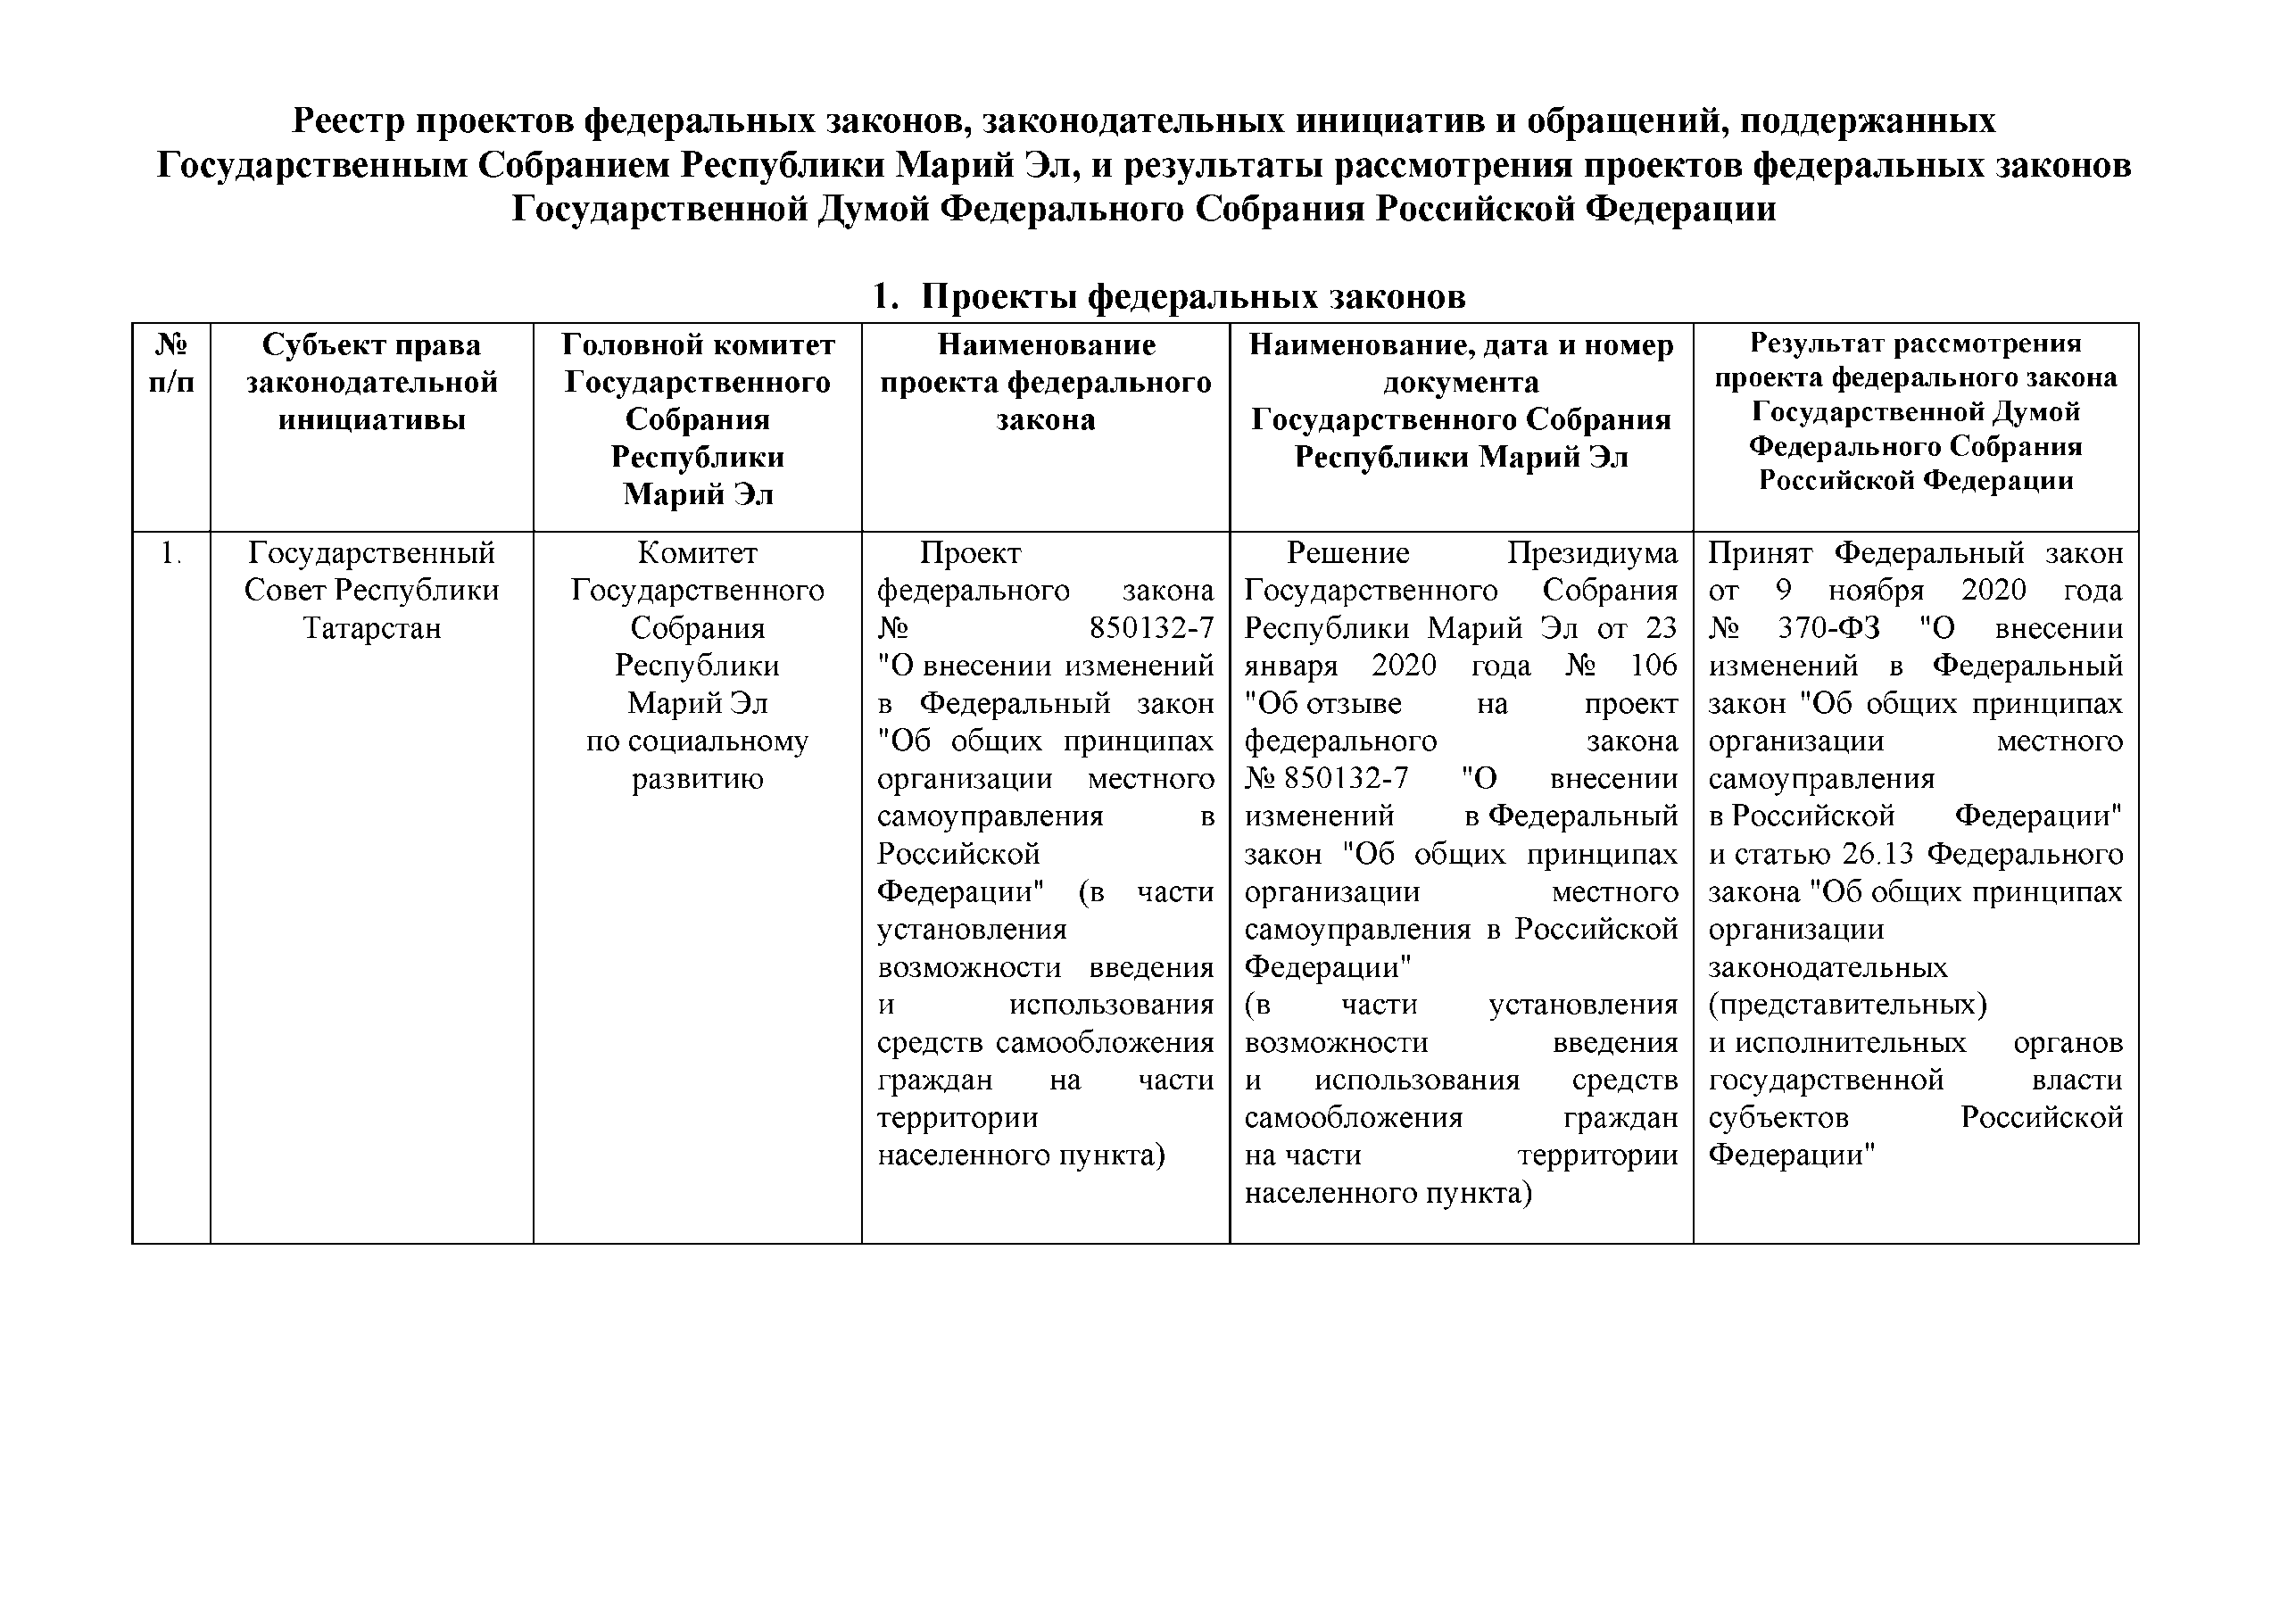 Реестр проектов федеральных законов, законодательных инициатив и обращений, поддержанных
Государственным Собранием Республики Марий Эл, и результаты рассмотрения проектов федеральных законов
Государственной Думой Федерального Собрания Российской Федерации
1. Проекты федеральных законов
№
п/п
Субъект права
законодательной
инициативы
Головной комитет
Государственного
Собрания
Республики
Марий Эл
Наименование
проекта федерального
закона
Наименование, дата и номер
документа
Государственного Собрания
Республики Марий Эл
Результат рассмотрения
проекта федерального закона
Государственной Думой
Федерального Собрания
Российской Федерации
1.
Государственный
Совет Республики
Татарстан
Комитет
Государственного
Собрания
Республики
Марий Эл
по социальному
развитию
Проект
федерального закона
№ 850132-7
"О внесении изменений
в Федеральный закон
"Об общих принципах
организации местного
самоуправления в
Российской
Федерации" (в части
установления
возможности введения
и использования
средств самообложения
граждан на части
территории
населенного пункта)
Решение Президиума
Государственного Собрания
Республики Марий Эл от 23
января 2020 года № 106
"Об отзыве на проект
федерального закона
№ 850132-7 "О внесении
изменений в Федеральный
закон "Об общих принципах
организации местного
самоуправления в Российской
Федерации"
(в части установления
возможности введения
и использования средств
самообложения граждан
на части территории
населенного пункта)
Принят Федеральный закон
от 9 ноября 2020 года
№ 370-ФЗ "О внесении
изменений в Федеральный
закон "Об общих принципах
организации местного
самоуправления
в Российской Федерации"
и статью 26.13 Федерального
закона "Об общих принципах
организации
законодательных
(представительных)
и исполнительных органов
государственной власти
субъектов Российской
Федерации"